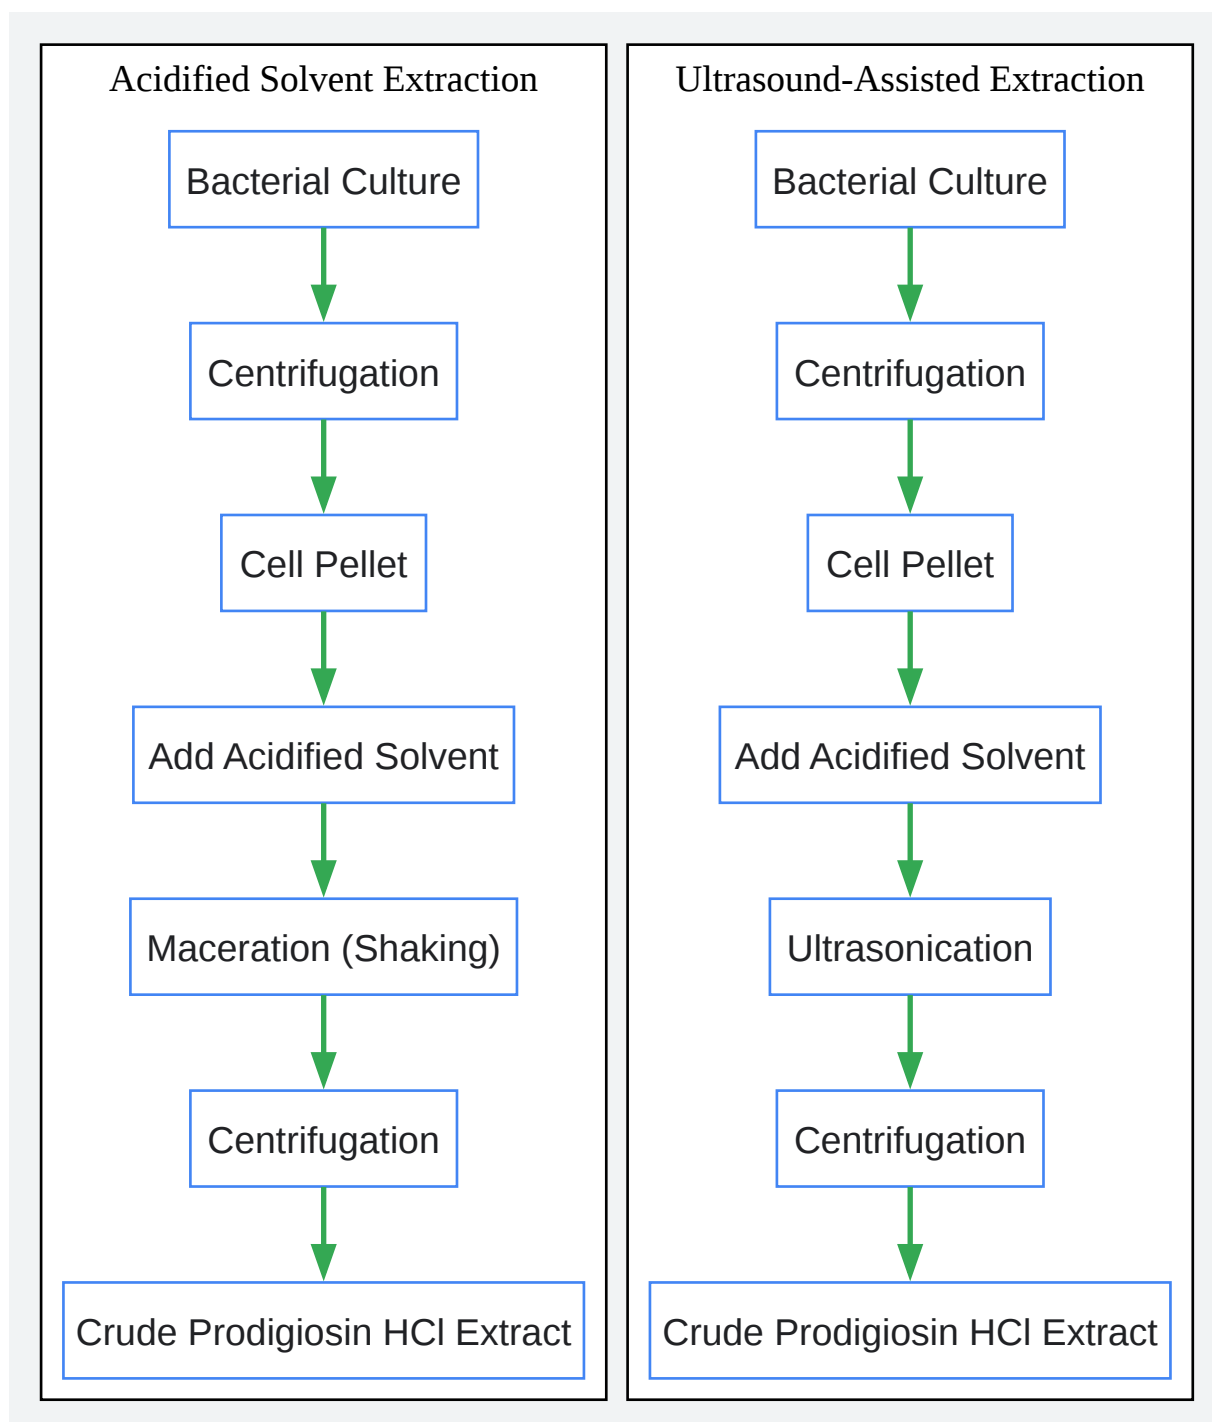 Acidified Solvent Extraction
Bacterial Culture
Centrifugation
Cell Pellet
Add Acidified Solvent
Maceration (Shaking)
Centrifugation
Crude Prodigiosin HCl Extract
Ultrasound-Assisted Extraction
Bacterial Culture
Centrifugation
Cell Pellet
Add Acidified Solvent
Ultrasonication
Centrifugation
Crude Prodigiosin HCl Extract